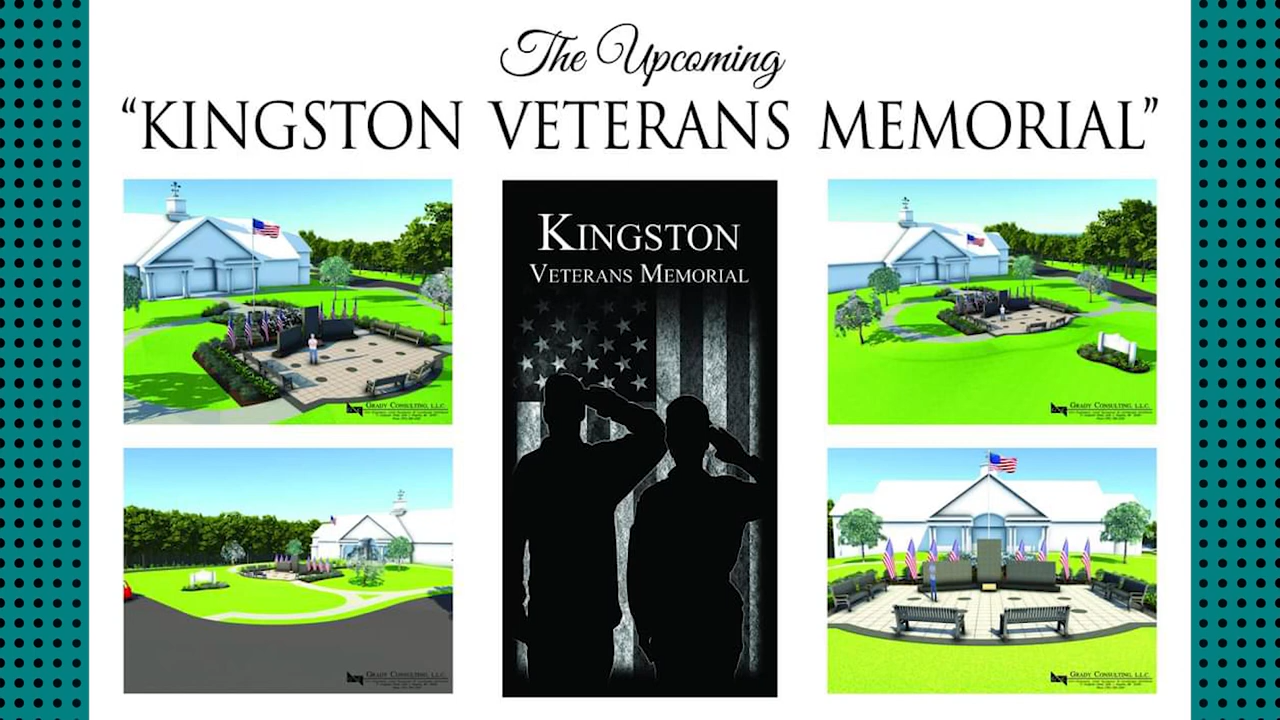 The Upcoming
“KINGSTON VETERANS MEMORIAL”
KINGSTON
VETERANS MEMORIAL
GRADY CONSULTING, L.L.C.
GRADY CONSULTING, L.L.C.
GRADY CONSULTING, L.L.C.
GRADY CONSULTING, L.L.C.